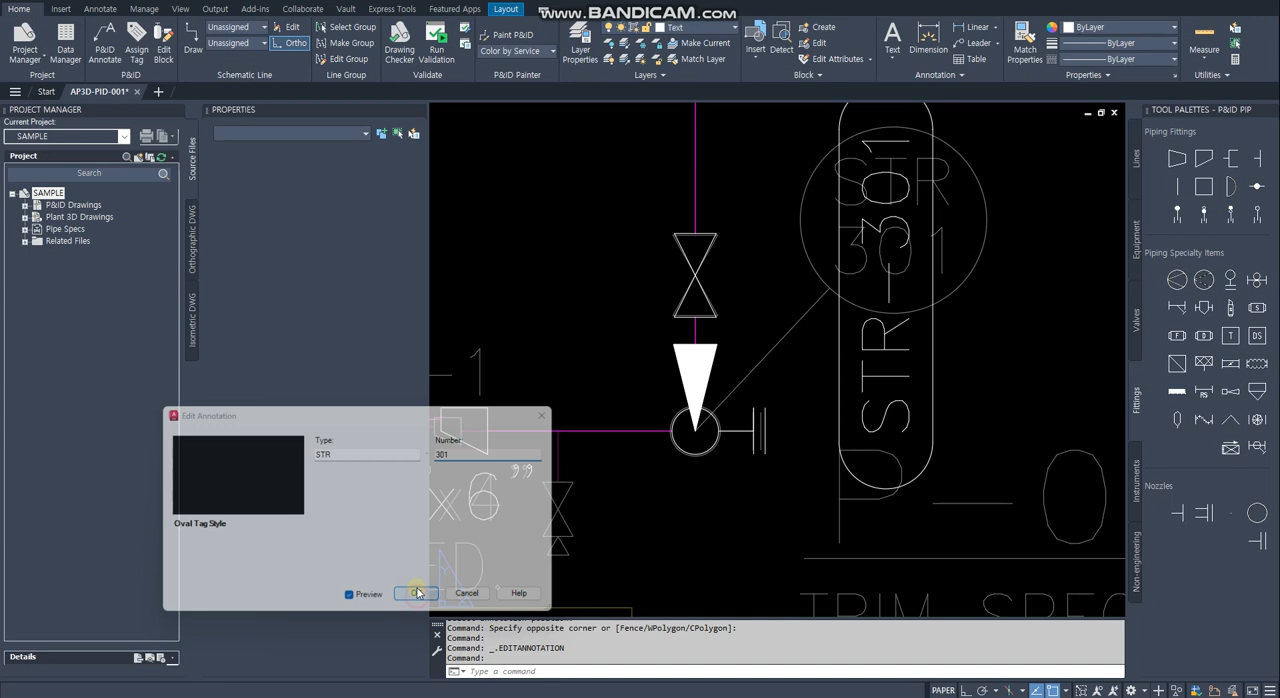 www.BANDICAM.com
Home Insert Annotate Manage View Output Add-ins Collaborate Vault Express Tools Featured Apps Layout
Project Manager
Data Manager
Project
P&ID Annotate
Assign Tag
Edit Block
P&ID
Draw
Unassigned
Unassigned
Edit
Ortho
Schematic Line
Select Group
Make Group
Edit Group
Line Group
Drawing Checker
Run Validation
Validate
Paint P&ID
Color by Service
P&ID Painter
Layer Properties
Text
Make Current
Match Layer
Layers
Insert
Detect
Create
Edit
Edit Attributes
Block
Text
Dimension
Linear
Leader
Table
Annotation
Match Properties
ByLayer
ByLayer
ByLayer
Properties
Measure
Utilities
Start
AP3D-PID-001*
PROJECT MANAGER
Current Project:
SAMPLE
Project
Search
SAMPLE
P&ID Drawings
Plant 3D Drawings
Pipe Specs
Related Files
Details
Source Files
Orthographic DWG
Isometric DWG
PROPERTIES
STR
301
STR-301
-1
x6"
ED
TRIM SPEC
Edit Annotation
Type:
STR
Number:
301
Oval Tag Style
Preview
Cancel
Help
Command: Specify opposite corner or [Fence/WPolygon/CPolygon]:
Command:
Command: _.EDITANNOTATION
Command:
Type a command
TOOL PALETTES - P&ID PIP
Lines
Equipment
Valves
Fittings
Instruments
Non-engineering
Piping Fittings
Piping Specialty Items
T
DS
RS
Nozzles
PAPER